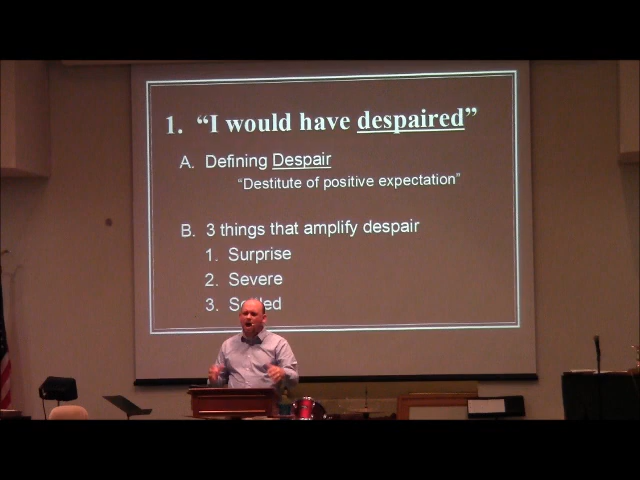 1. “I would have despaired”
A. Defining Despair
“Destitute of positive expectation”
B. 3 things that amplify despair
1. Surprise
2. Severe
3.